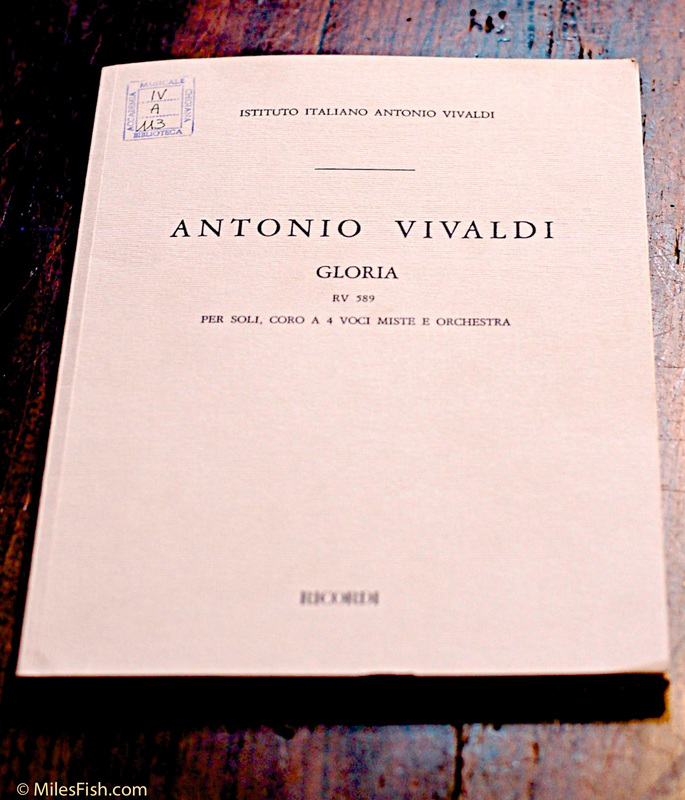 MUSICALE
ACCADEMIA
CHIGIANA
IV
A
113
BIBLIOTECA
ISTITUTO ITALIANO ANTONIO VIVALDI
ANTONIO VIVALDI
GLORIA
RV 589
PER SOLI, CORO A 4 VOCI MISTE E ORCHESTRA
RICORDI
© MilesFish.com